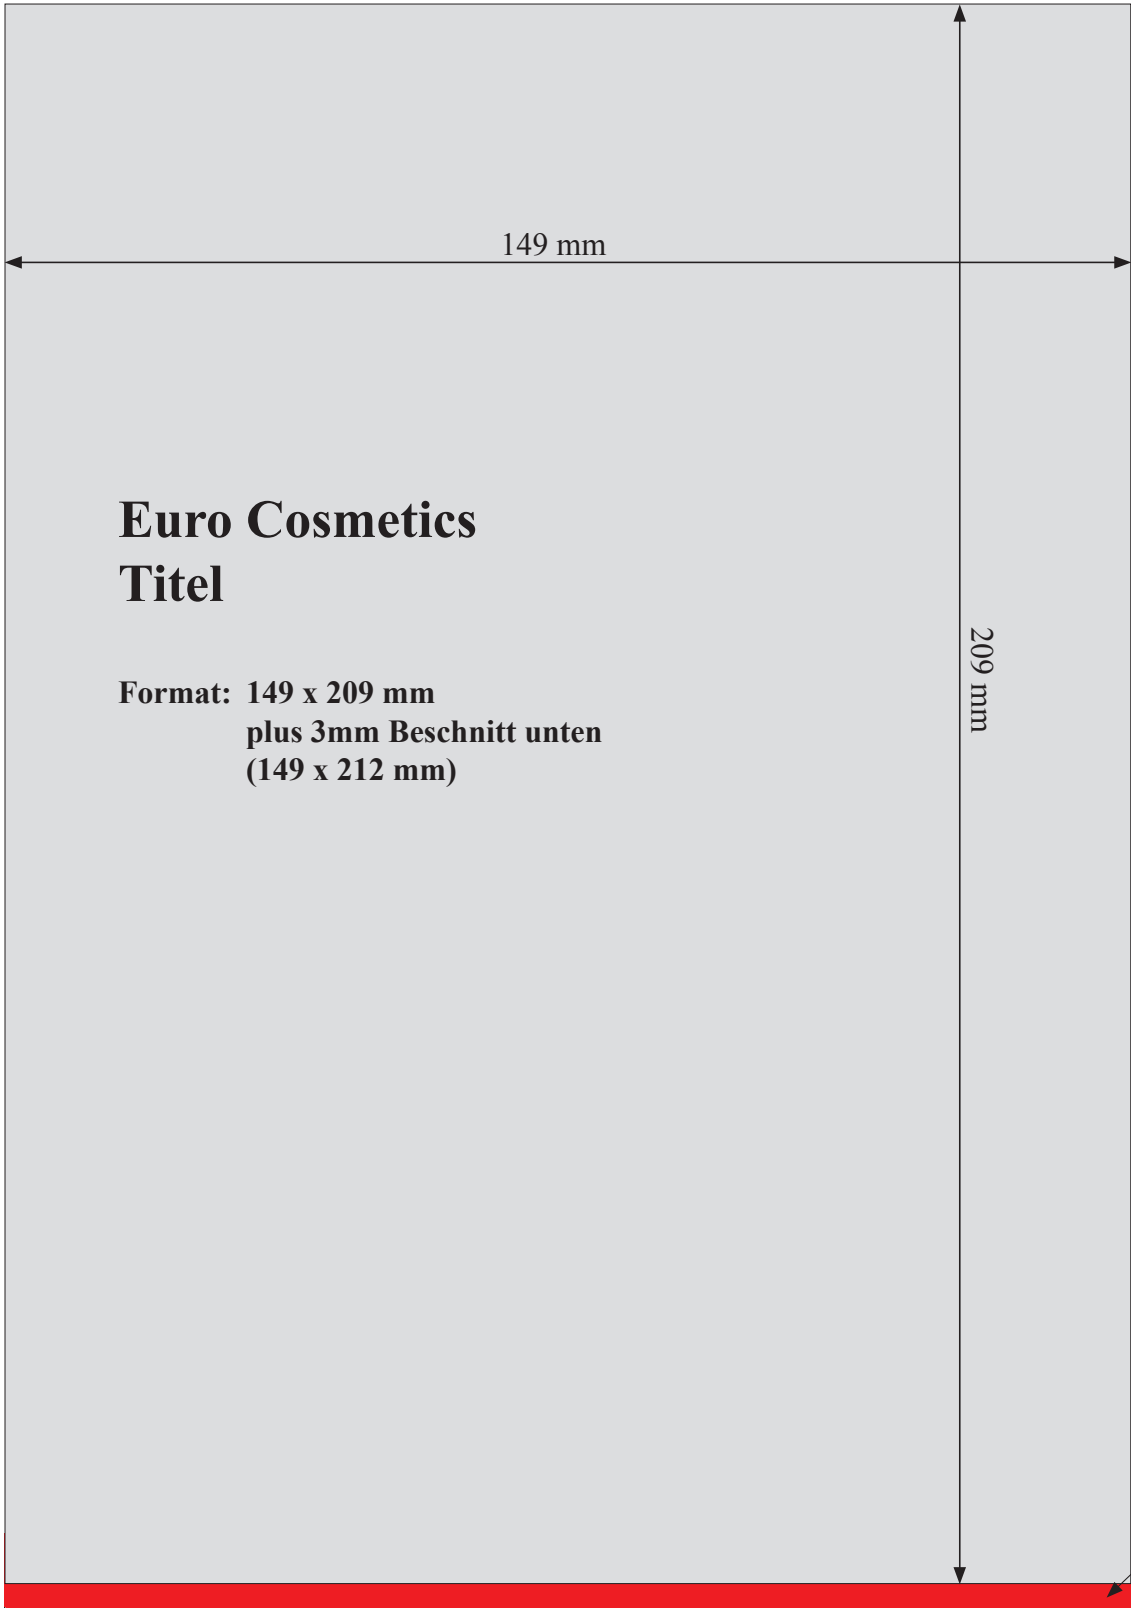 149 mm
Euro Cosmetics
Titel
209 mm
Format: 149 x 209 mm
plus 3mm Beschnitt unten
(149 x 212 mm)